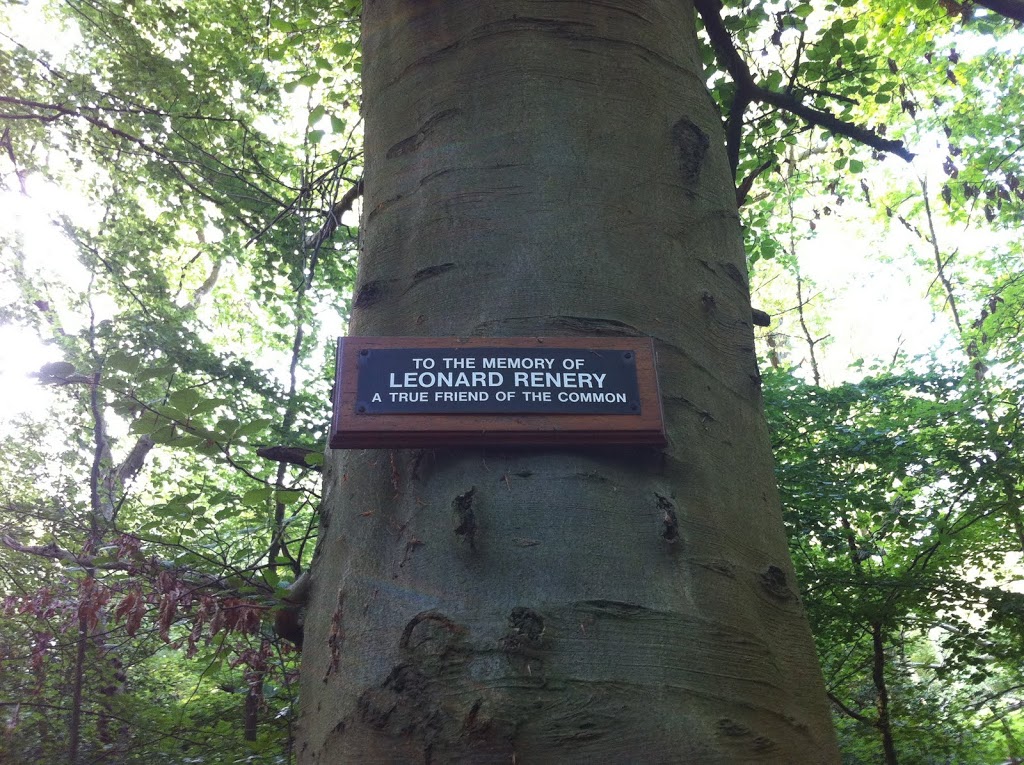 TO THE MEMORY OF
LEONARD RENERY
A TRUE FRIEND OF THE COMMON